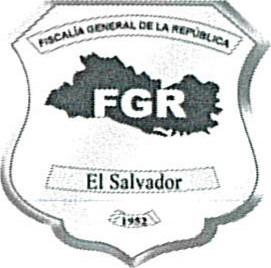 FISCALÍA GENERAL DE LA REPÚBLICA
FGR
El Salvador
1952